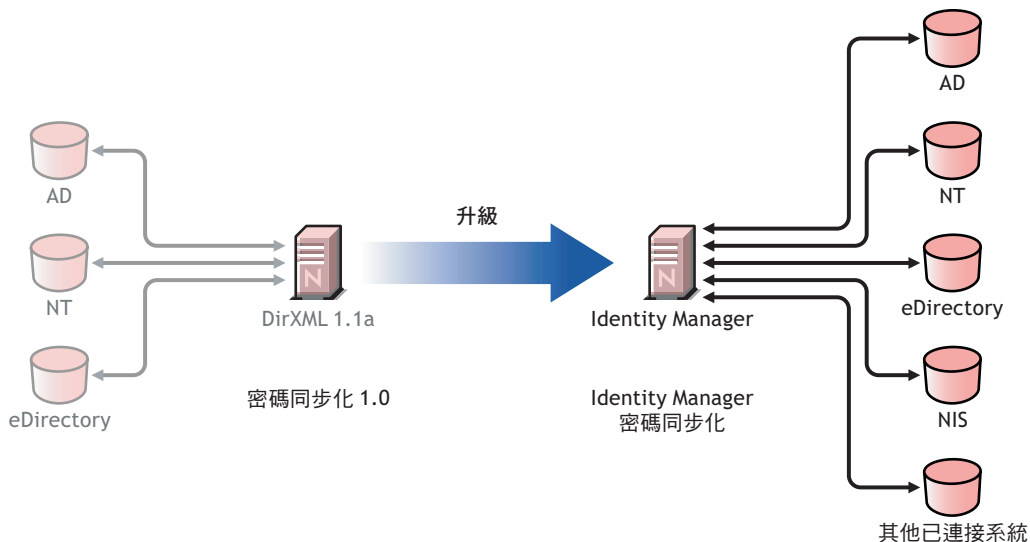 AD
NT
eDirectory
N
DirXML 1.1a
密碼同步化 1.0
升級
N
Identity Manager
Identity Manager
密碼同步化
AD
NT
eDirectory
NIS
其他已連接系統